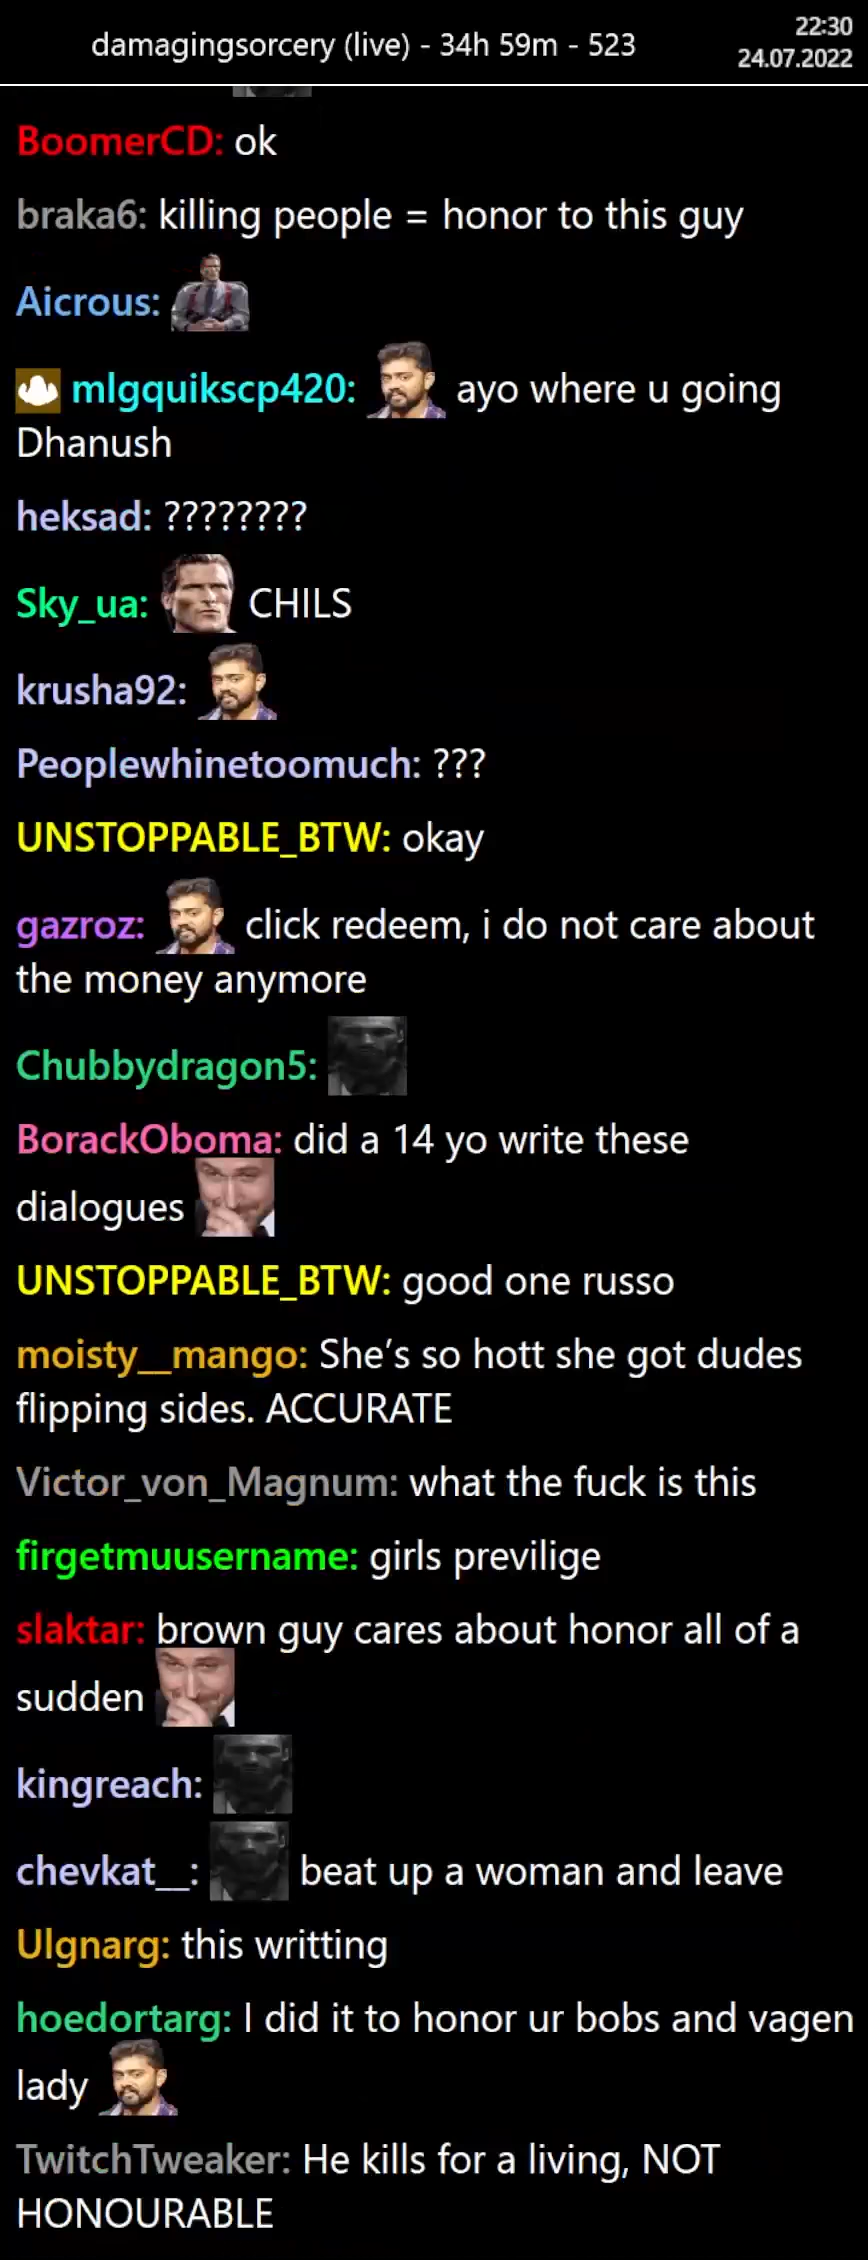 damagingsorcery (live) - 34h 59m - 523
22:30
24.07.2022
BoomerCD: ok
braka6: killing people = honor to this guy
Aicrous:
mlgquikscp420: ayo where u going
Dhanush
heksad: ????????
Sky_ua: CHILS
krusha92:
Peoplewhinetoomuch: ???
UNSTOPPABLE_BTW: okay
gazroz: click redeem, i do not care about
the money anymore
Chubbydragon5:
BorackOboma: did a 14 yo write these
dialogues
UNSTOPPABLE_BTW: good one russo
moisty__mango: She's so hott she got dudes
flipping sides. ACCURATE
Victor_von_Magnum: what the fuck is this
firgetmuusername: girls previlige
slaktar: brown guy cares about honor all of a
sudden
kingreach:
chevkat__: beat up a woman and leave
Ulgnarg: this writting
hoedortarg: I did it to honor ur bobs and vagen
lady
TwitchTweaker: He kills for a living, NOT
HONOURABLE